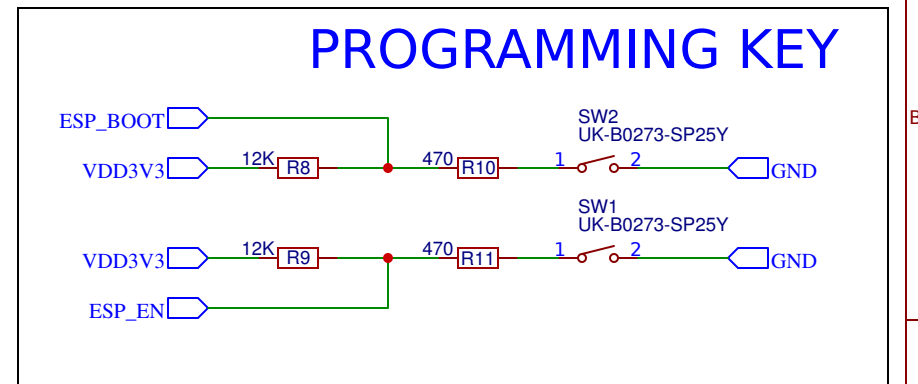 PROGRAMMING KEY
ESP_BOOT
SW2
UK-B0273-SP25Y
B
VDD3V3 12K R8 470 R10 1 2 GND
SW1
UK-B0273-SP25Y
VDD3V3 12K R9 470 R11 1 2 GND
ESP_EN